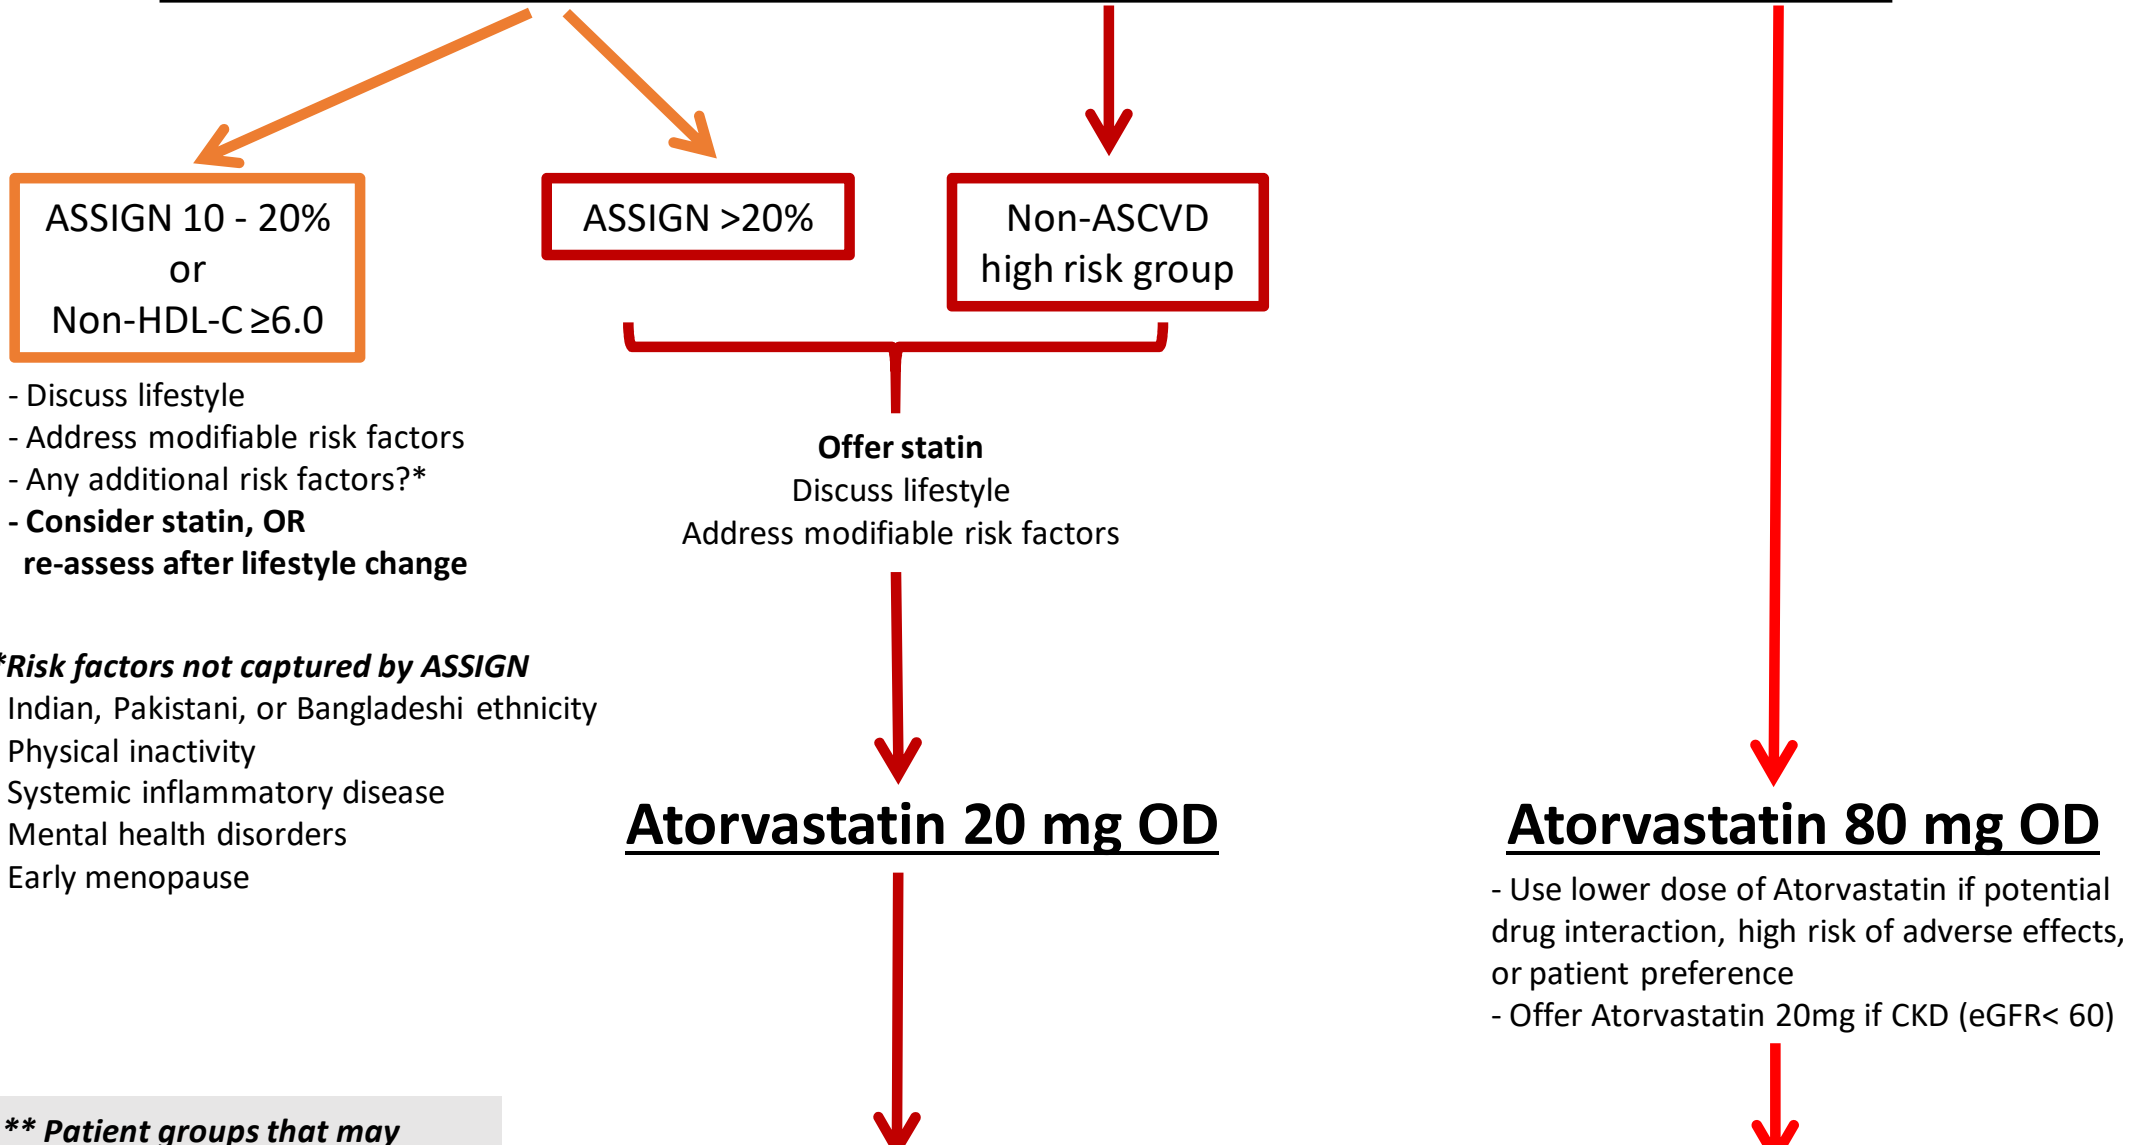 ASSIGN 10 - 20%
or
Non-HDL-C ≥6.0
ASSIGN >20%
Non-ASCVD
high risk group
- Discuss lifestyle
- Address modifiable risk factors
- Any additional risk factors?*
- Consider statin, OR
re-assess after lifestyle change
Offer statin
Discuss lifestyle
Address modifiable risk factors
*Risk factors not captured by ASSIGN
Indian, Pakistani, or Bangladeshi ethnicity
Physical inactivity
Systemic inflammatory disease
Mental health disorders
Early menopause
Atorvastatin 20 mg OD
Atorvastatin 80 mg OD
- Use lower dose of Atorvastatin if potential
drug interaction, high risk of adverse effects,
or patient preference
- Offer Atorvastatin 20mg if CKD (eGFR< 60)
** Patient groups that may